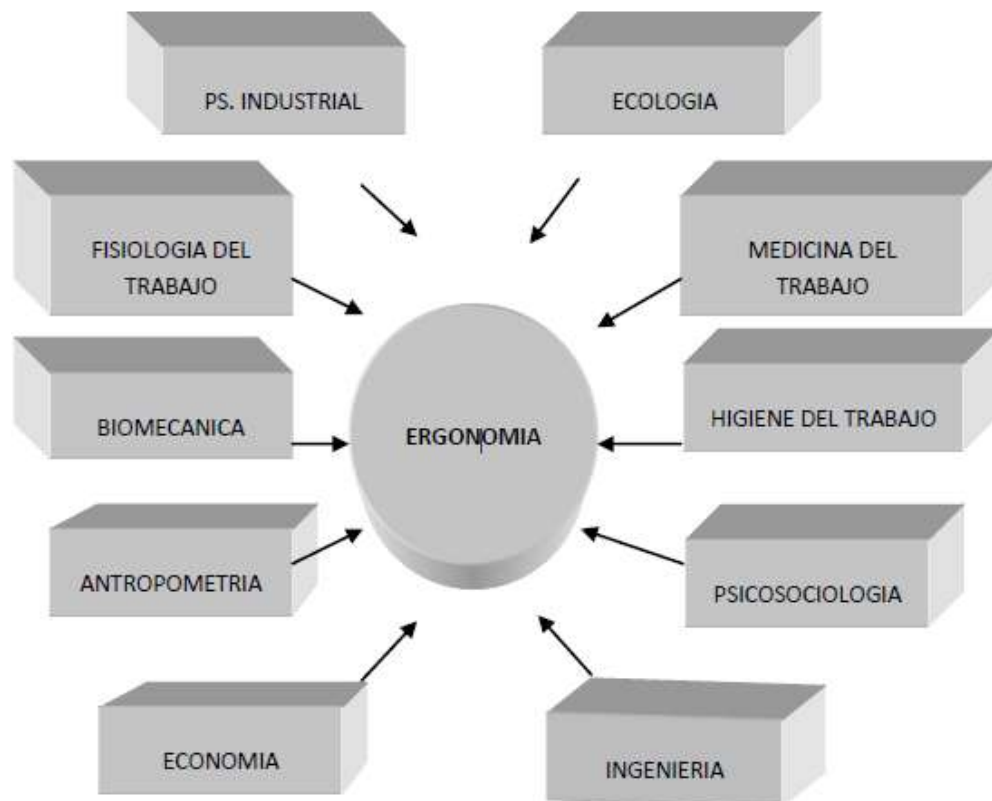 PS. INDUSTRIAL
ECOLOGIA
FISIOLOGIA DEL
TRABAJO
MEDICINA DEL
TRABAJO
BIOMECANICA
ERGONOMIA
HIGIENE DEL TRABAJO
ANTROPOMETRIA
PSICOSOCIOLOGIA
ECONOMIA
INGENIERIA